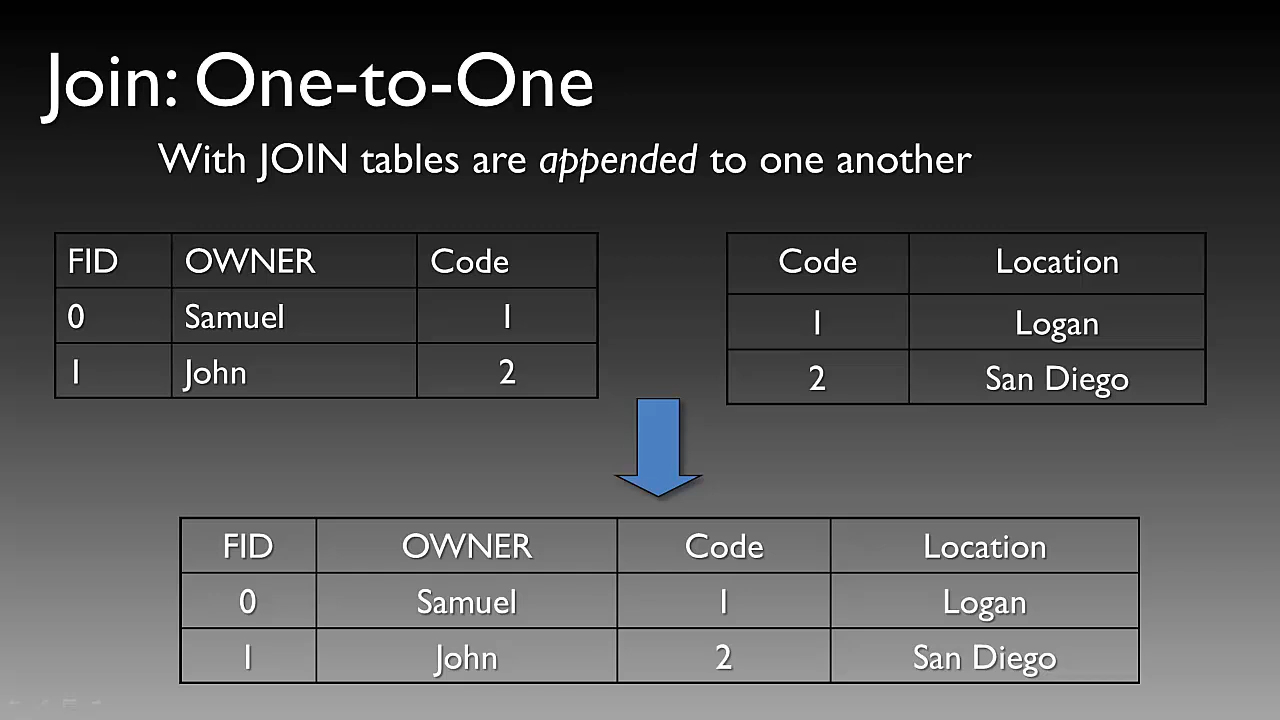 Join: One-to-One
With JOIN tables are appended to one another
FID OWNER Code
0 Samuel 1
1 John 2
Code Location
1 Logan
2 San Diego
FID OWNER Code Location
0 Samuel 1 Logan
1 John 2 San Diego